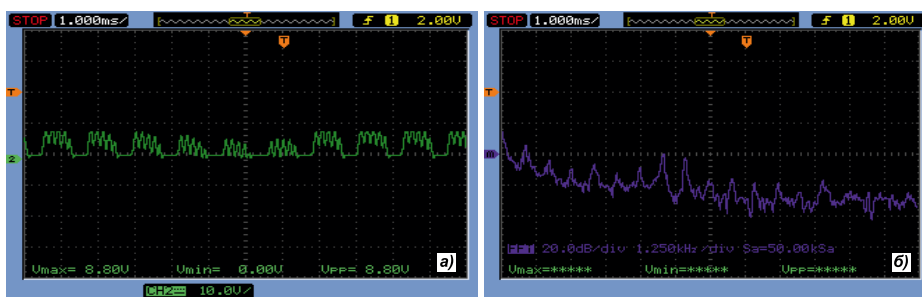 STOP 1.000ms/ T 1 2.00V
T
T
2
Vmax= 8.80V Vmin= 0.00V Vpp= 8.80V
а)
CH2 10.0V/
STOP 1.000ms/ T 1 2.00V
T
T
M
FFT 20.0dB/div 1.250kHz/div Sa=50.00kSa
Vmax=***** Vmin=***** Vpp=*****
б)